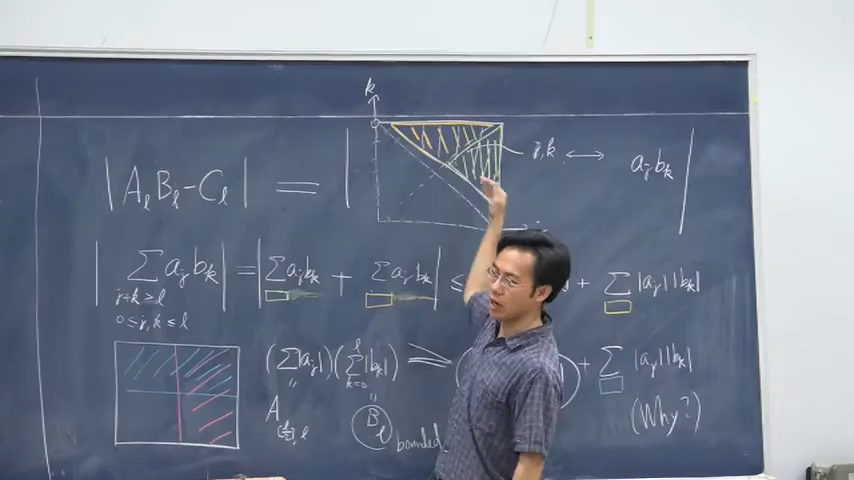 k
j,k ↔ a_j b_k |
|A_ℓ B_ℓ - C_ℓ| = |
|∑ a_j b_k| = |∑ a_j b_k + ∑ a_j b_k| ≤ + ∑ |a_j| |b_k|
j+k>ℓ
0≤j,k≤ℓ
(∑|a_j|)(∑|b_k|) ⇒ + ∑ |a_j| |b_k|
ℓ
k=0
" "
A B_ℓ bounded (Why?)